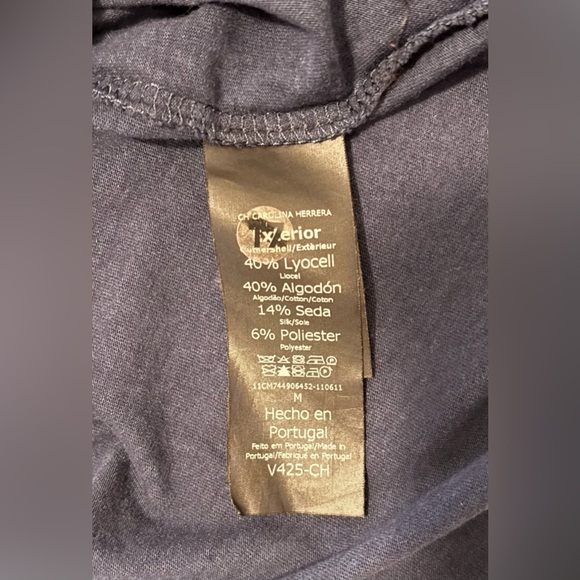 CH CAROLINA HERRERA
Exterior
Outershell/Extérieur
40% Lyocell
Liocel
40% Algodón
Algodão/Cotton/Coton
14% Seda
Silk/Soie
6% Poliester
Polyester
11CM744906452-110611
M
Hecho en
Portugal
Feito em Portugal/Made in
Portugal/Fabriqué en Portugal
V425-CH